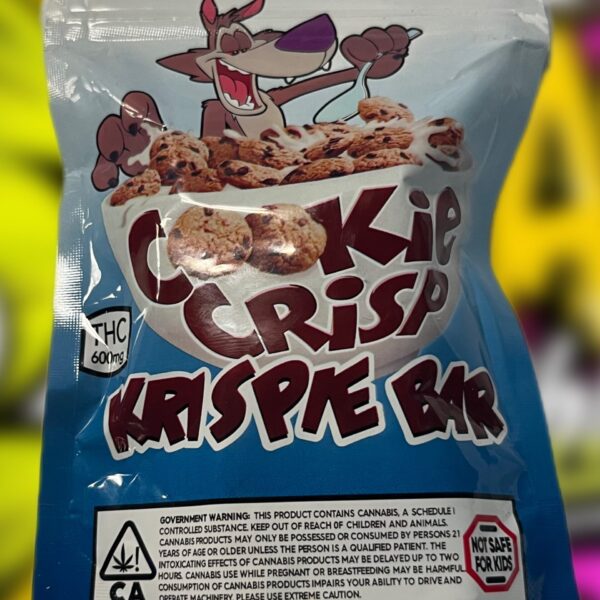 COOKie
CRiSP
THC
600mg
KRISPIE BAR
GOVERNMENT WARNING: THIS PRODUCT CONTAINS CANNABIS, A SCHEDULE I
CONTROLLED SUBSTANCE. KEEP OUT OF REACH OF CHILDREN AND ANIMALS.
CANNABIS PRODUCTS MAY ONLY BE POSSESSED OR CONSUMED BY PERSONS 21
YEARS OF AGE OR OLDER UNLESS THE PERSON IS A QUALIFIED PATIENT. THE
INTOXICATING EFFECTS OF CANNABIS PRODUCTS MAY BE DELAYED UP TO TWO
HOURS. CANNABIS USE WHILE PREGNANT OR BREASTFEEDING MAY BE HARMFUL
CONSUMPTION OF CANNABIS PRODUCTS IMPAIRS YOUR ABILITY TO DRIVE AND
OPERATE MACHINERY. PLEASE USE EXTREME CAUTION.
CA
NOT SAFE
FOR KIDS